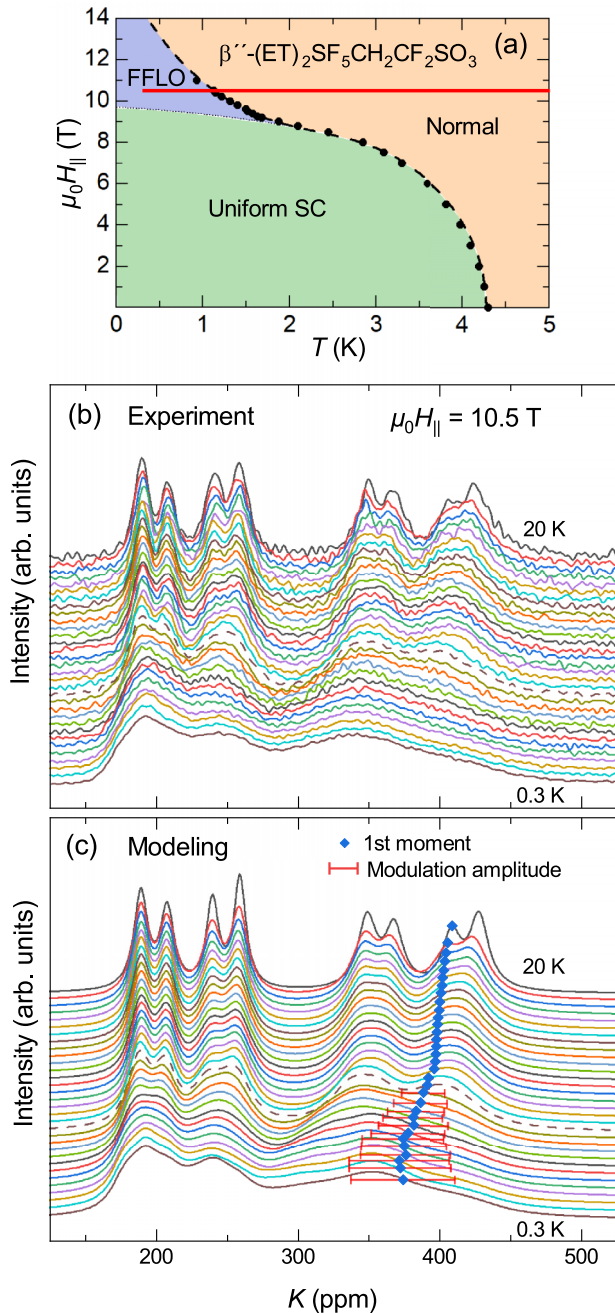 14
12
10
8
6
4
2
μ₀H∥ (T)
β´´-(ET)₂SF₅CH₂CF₂SO₃
(a)
FFLO
Normal
Uniform SC
0 1 2 3 4 5
T (K)
(b) Experiment
μ₀H∥ = 10.5 T
Intensity (arb. units)
20 K
0.3 K
(c) Modeling
1st moment
Modulation amplitude
Intensity (arb. units)
20 K
0.3 K
200 300 400 500
K (ppm)